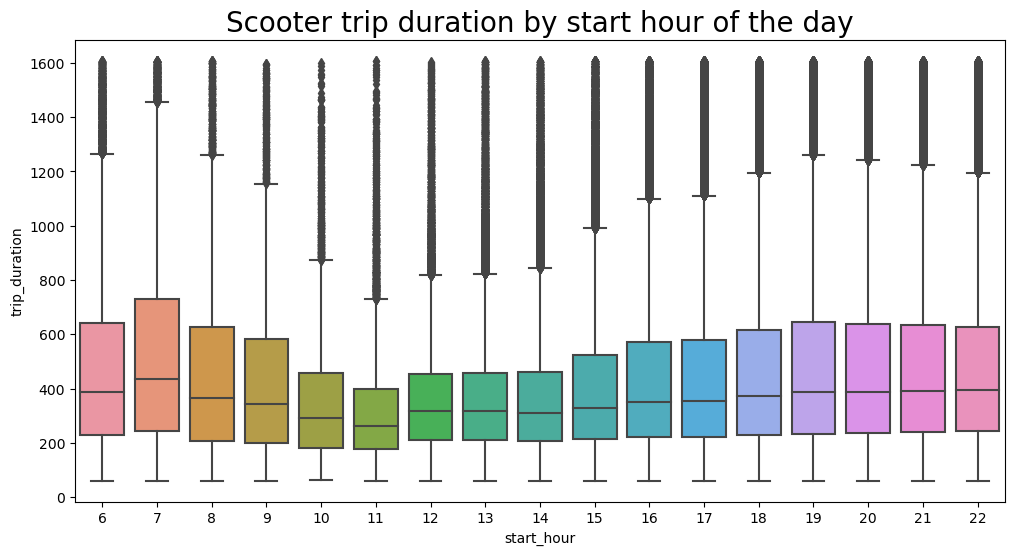 Scooter trip duration by start hour of the day
trip_duration
1600
1400
1200
1000
800
600
400
200
0
6 7 8 9 10 11 12 13 14 15 16 17 18 19 20 21 22
start_hour